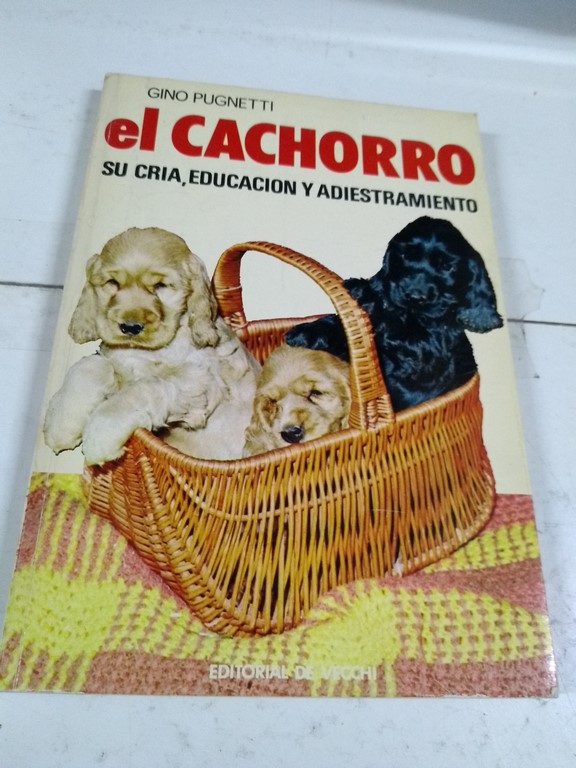 GINO PUGNETTI
el CACHORRO
SU CRIA, EDUCACION Y ADIESTRAMIENTO
EDITORIAL DE VECCHI